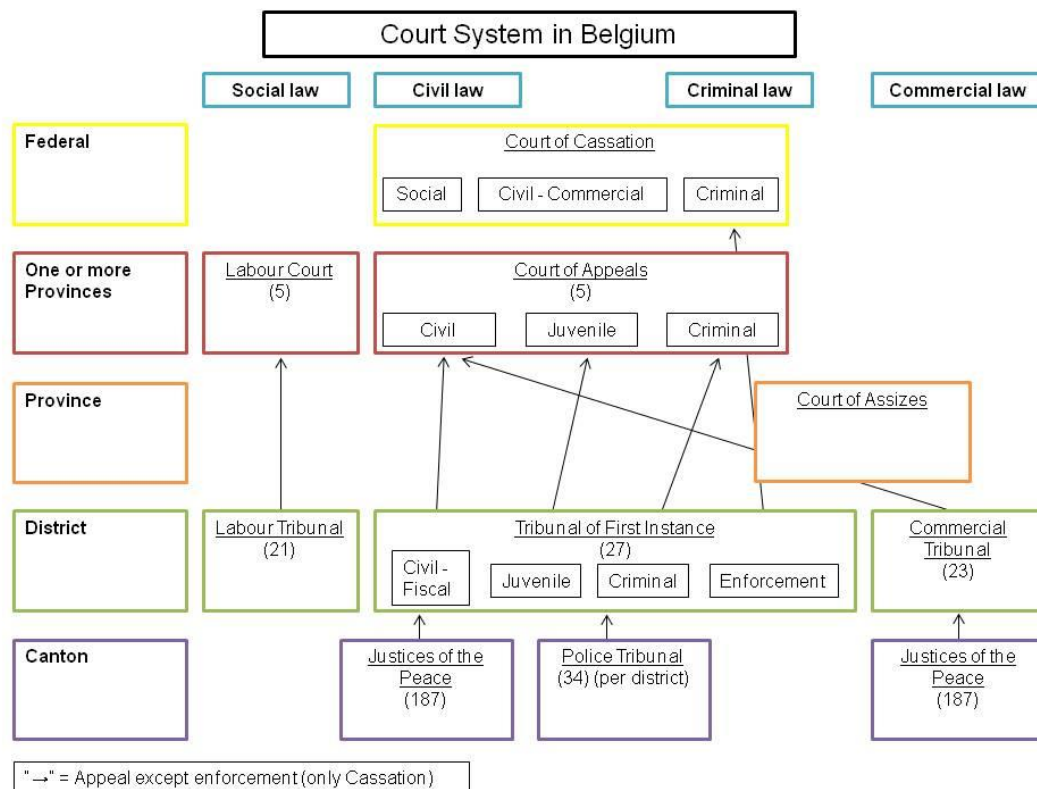 Court System in Belgium
Social law
Civil law
Criminal law
Commercial law
Federal
Court of Cassation
Social
Civil - Commercial
Criminal
One or more
Provinces
Labour Court
(5)
Court of Appeals
(5)
Civil
Juvenile
Criminal
Province
Court of Assizes
District
Labour Tribunal
(21)
Tribunal of First Instance
(27)
Civil -
Fiscal
Juvenile
Criminal
Enforcement
Commercial
Tribunal
(23)
Canton
Justices of the
Peace
(187)
Police Tribunal
(34) (per district)
Justices of the
Peace
(187)
"→" = Appeal except enforcement (only Cassation)